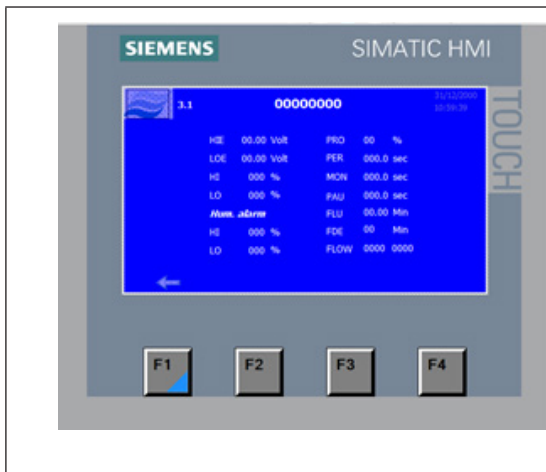 SIEMENS SIMATIC HMI
TOUCH
3.1 00000000 31/12/2000
10:59:39
HIE 00.00 Volt PRO 00 %
LOE 00.00 Volt PER 000.0 sec
HI 000 % MON 000.0 sec
LO 000 % PAU 000.0 sec
Hum. alarm FLU 00.00 Min
HI 000 % FDE 00 Min
LO 000 % FLOW 0000 0000
F1 F2 F3 F4